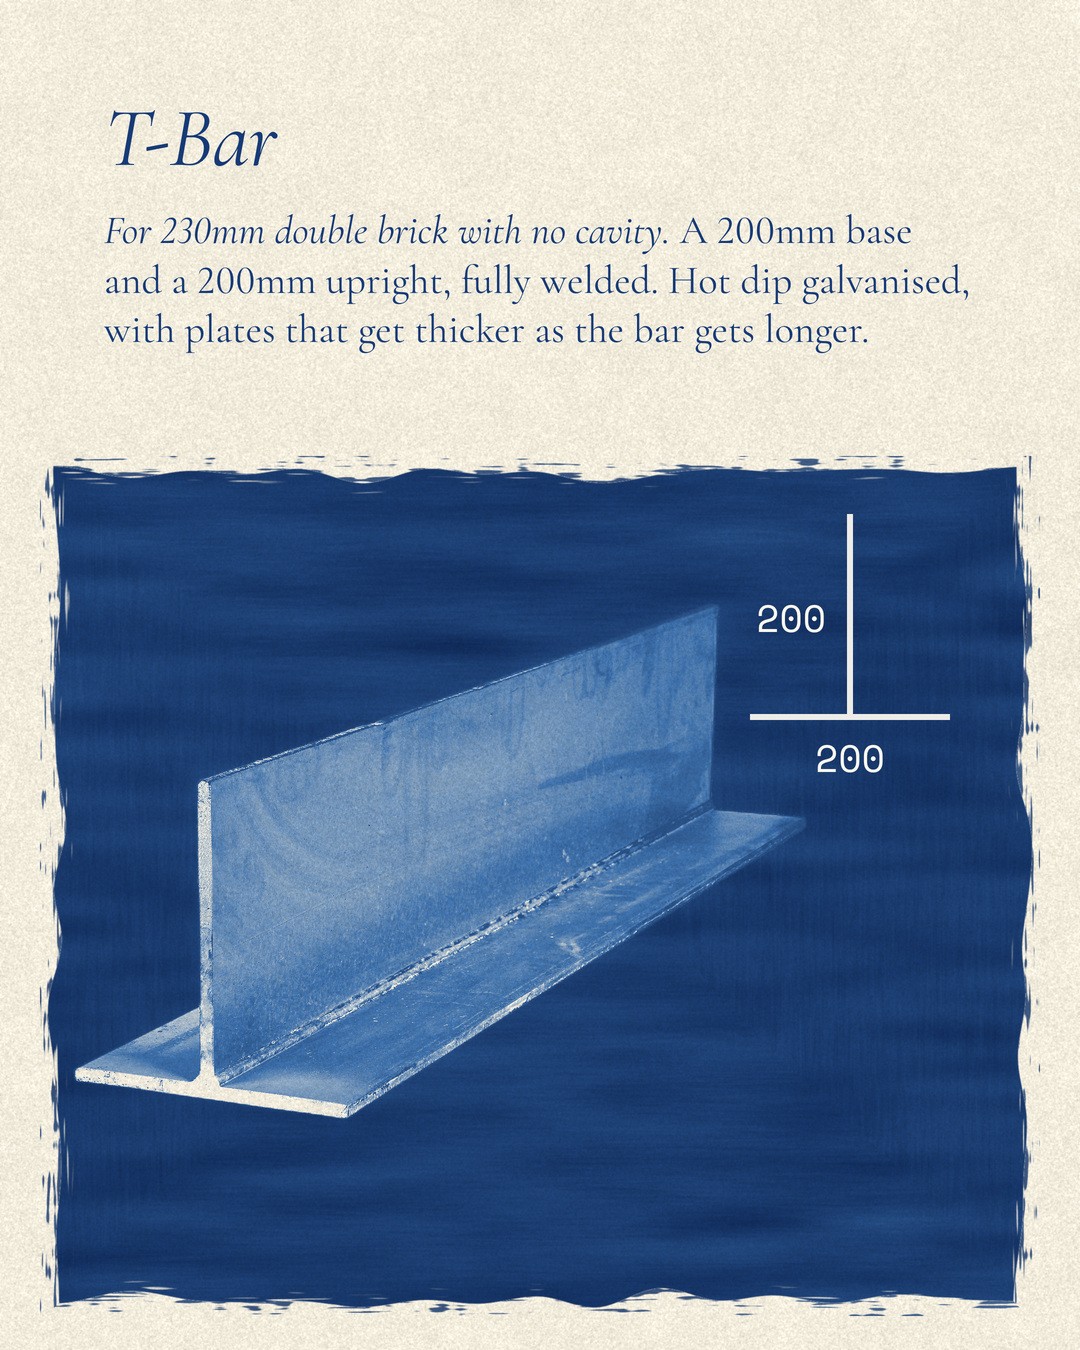 T-Bar
For 230mm double brick with no cavity. A 200mm base
and a 200mm upright, fully welded. Hot dip galvanised,
with plates that get thicker as the bar gets longer.
200
200